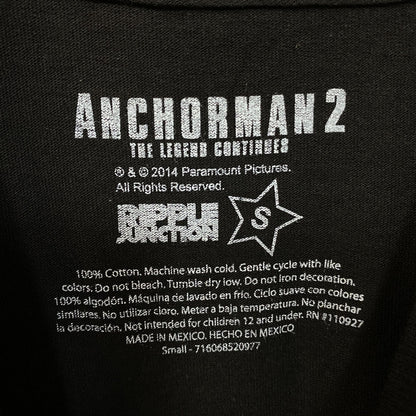 ANCHORMAN 2
THE LEGEND CONTINUES
® & © 2014 Paramount Pictures.
All Rights Reserved.
RIPPLE
JUNCTION
S
100% Cotton. Machine wash cold. Gentle cycle with like
colors. Do not bleach. Tumble dry low. Do not iron decoration.
100% algodón. Máquina de lavado en frío. Ciclo suave con colores
similares. No utilizar cloro. Meter a baja temperatura. No planchar
la decoración. Not intended for children 12 and under. RN #110927
MADE IN MEXICO. HECHO EN MEXICO
Small - 716068520977